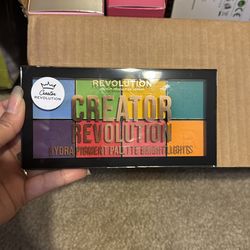 REVOLUTION
Creator
REVOLUTION
CREATOR
REVOLUTION
HYDRA PIGMENT PALETTE BRIGHT LIGHTS